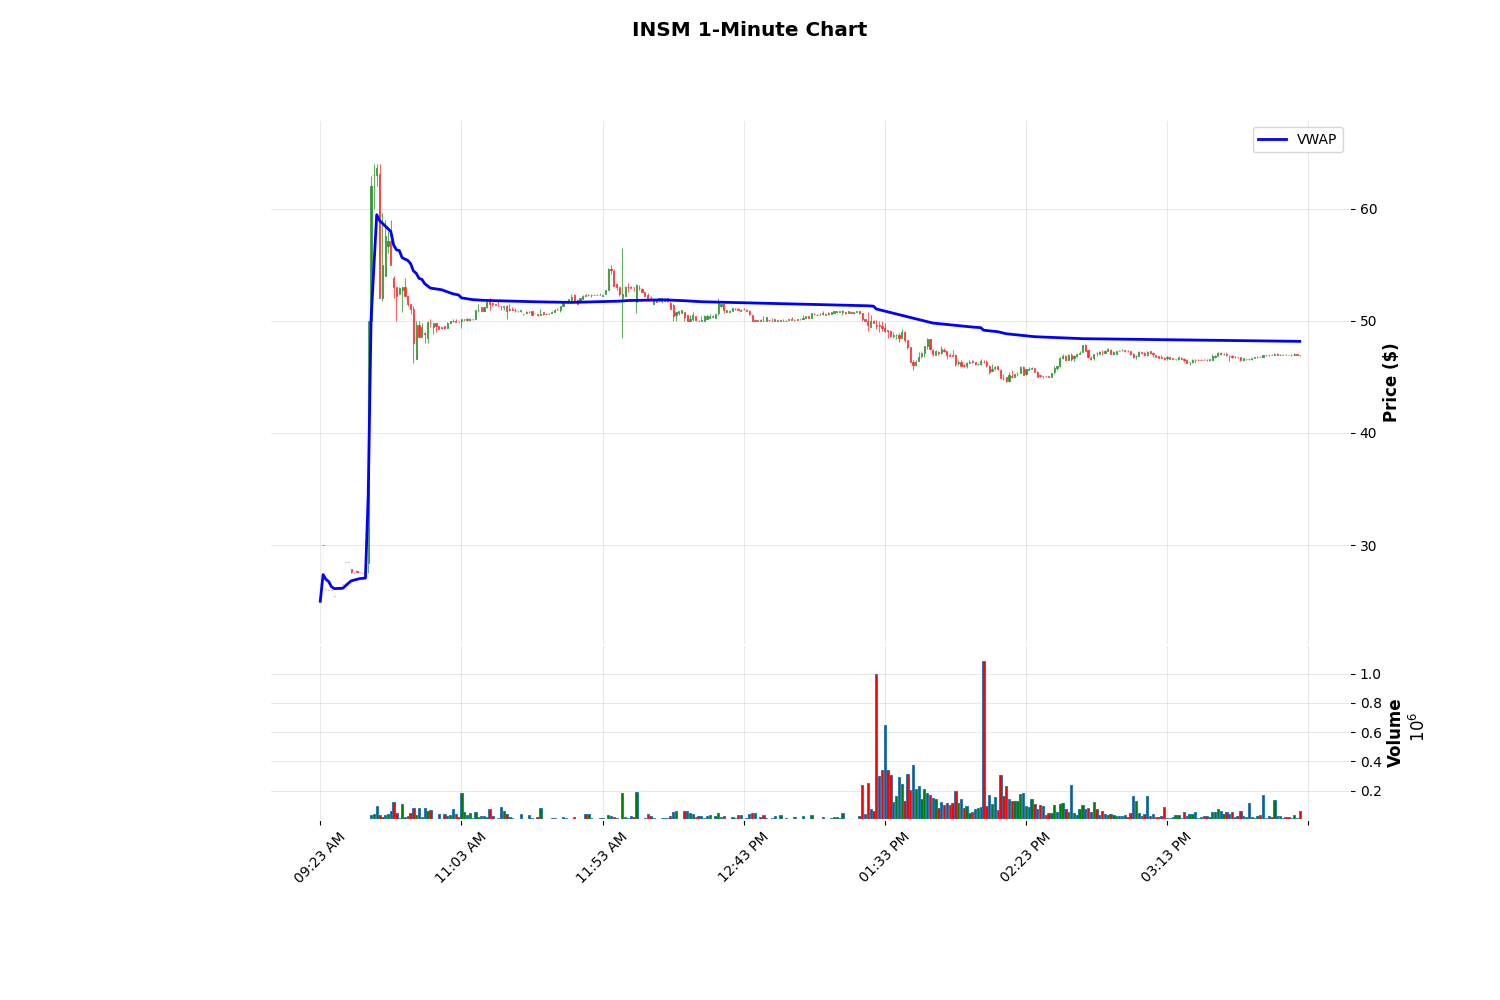 INSM 1-Minute Chart
VWAP
60
50
40
30
Price ($)
1.0
0.8
0.6
0.4
0.2
Volume
10^6
09:23 AM
11:03 AM
11:53 AM
12:43 PM
01:33 PM
02:23 PM
03:13 PM